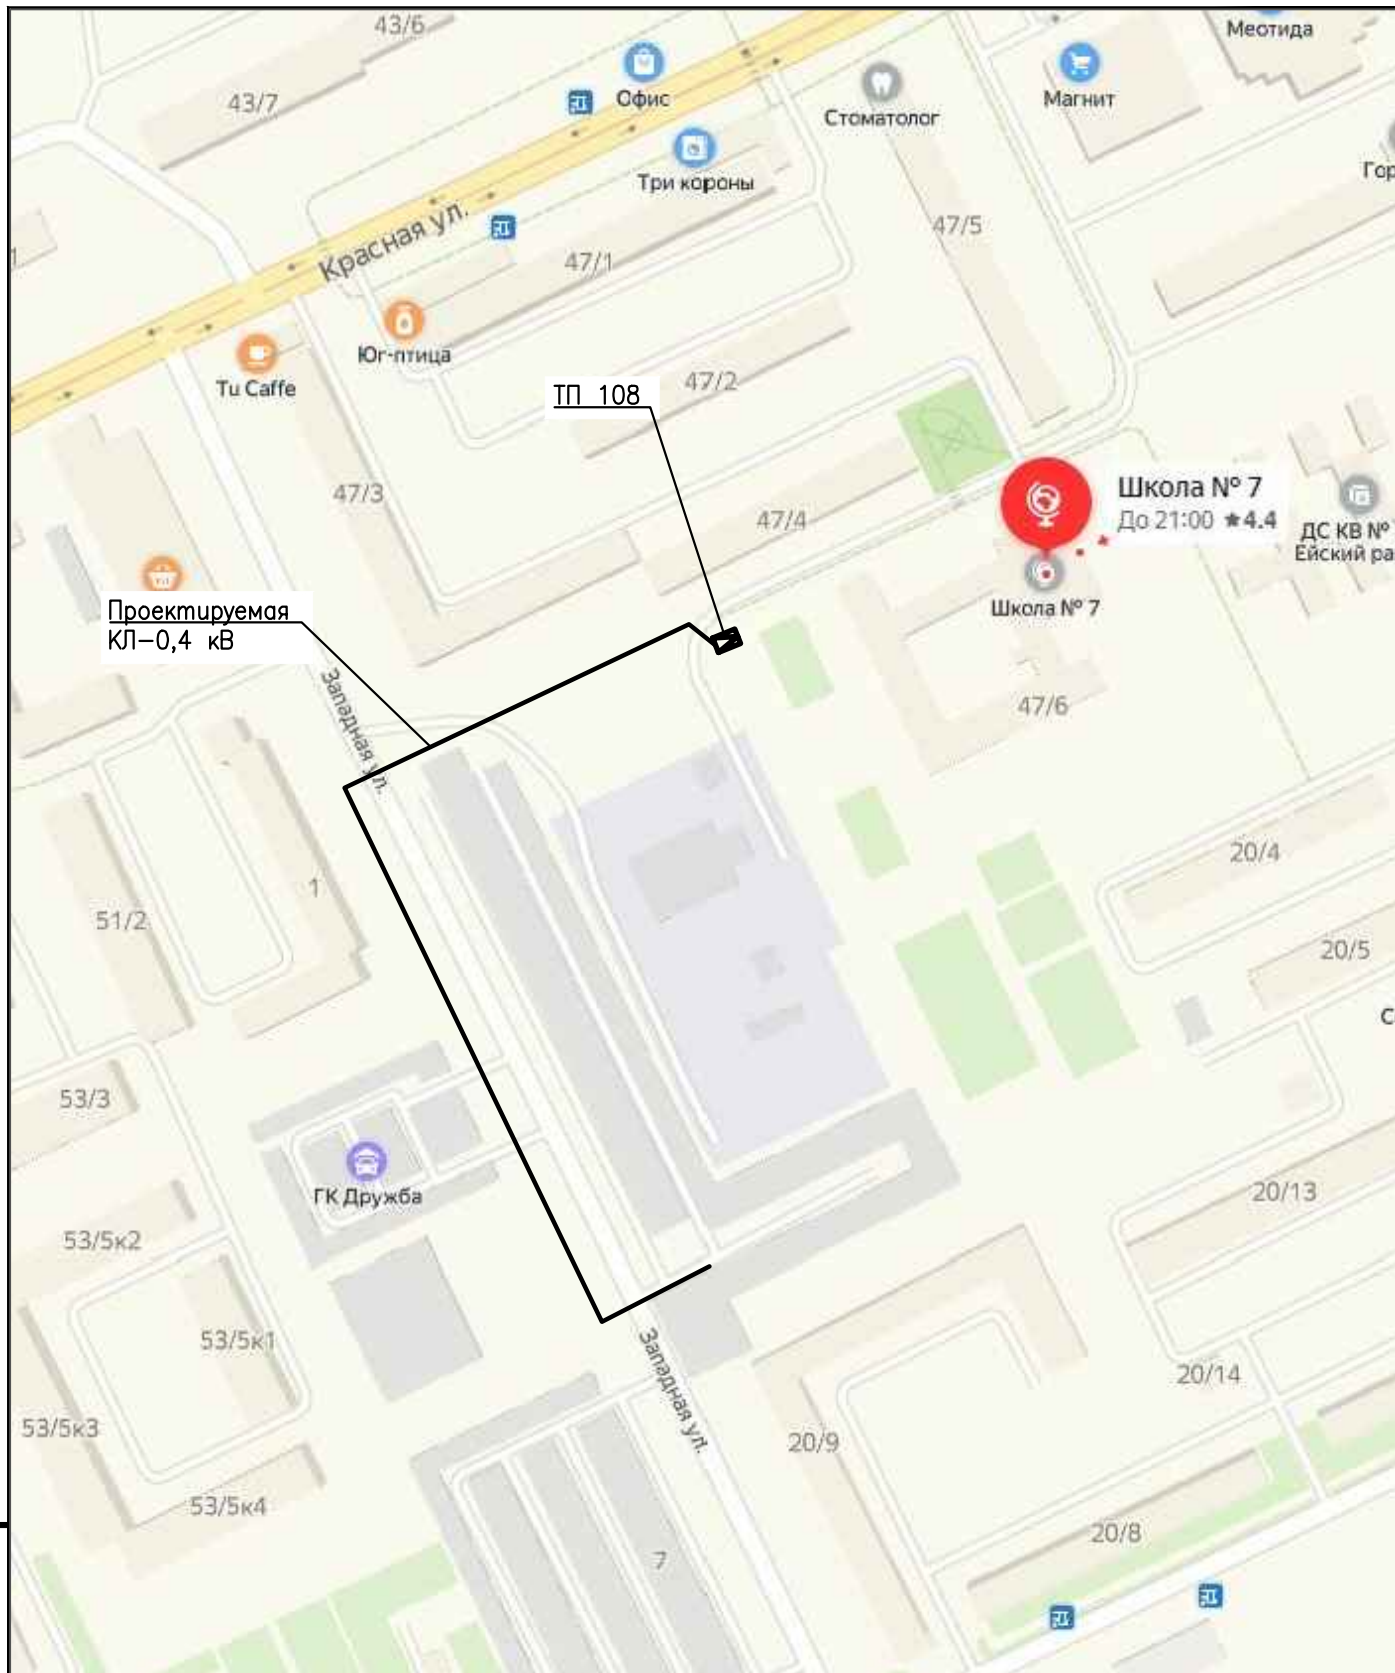 43/6
Меотида
43/7
Офис
Магнит
Стоматолог
Три короны
Гор
47/5
Красная ул.
47/1
Юг-птица
Tu Caffe
47/2
ТП 108
47/3
47/4
Школа № 7
До 21:00 ★4.4
ДС КВ №
Ейский ра
Школа № 7
Проектируемая
КЛ-0,4 кВ
Западная ул.
47/6
20/4
1
51/2
20/5
С
53/3
ГК Дружба
20/13
53/5к2
53/5к1
Западная ул.
20/14
53/5к3
20/9
53/5к4
20/8
7